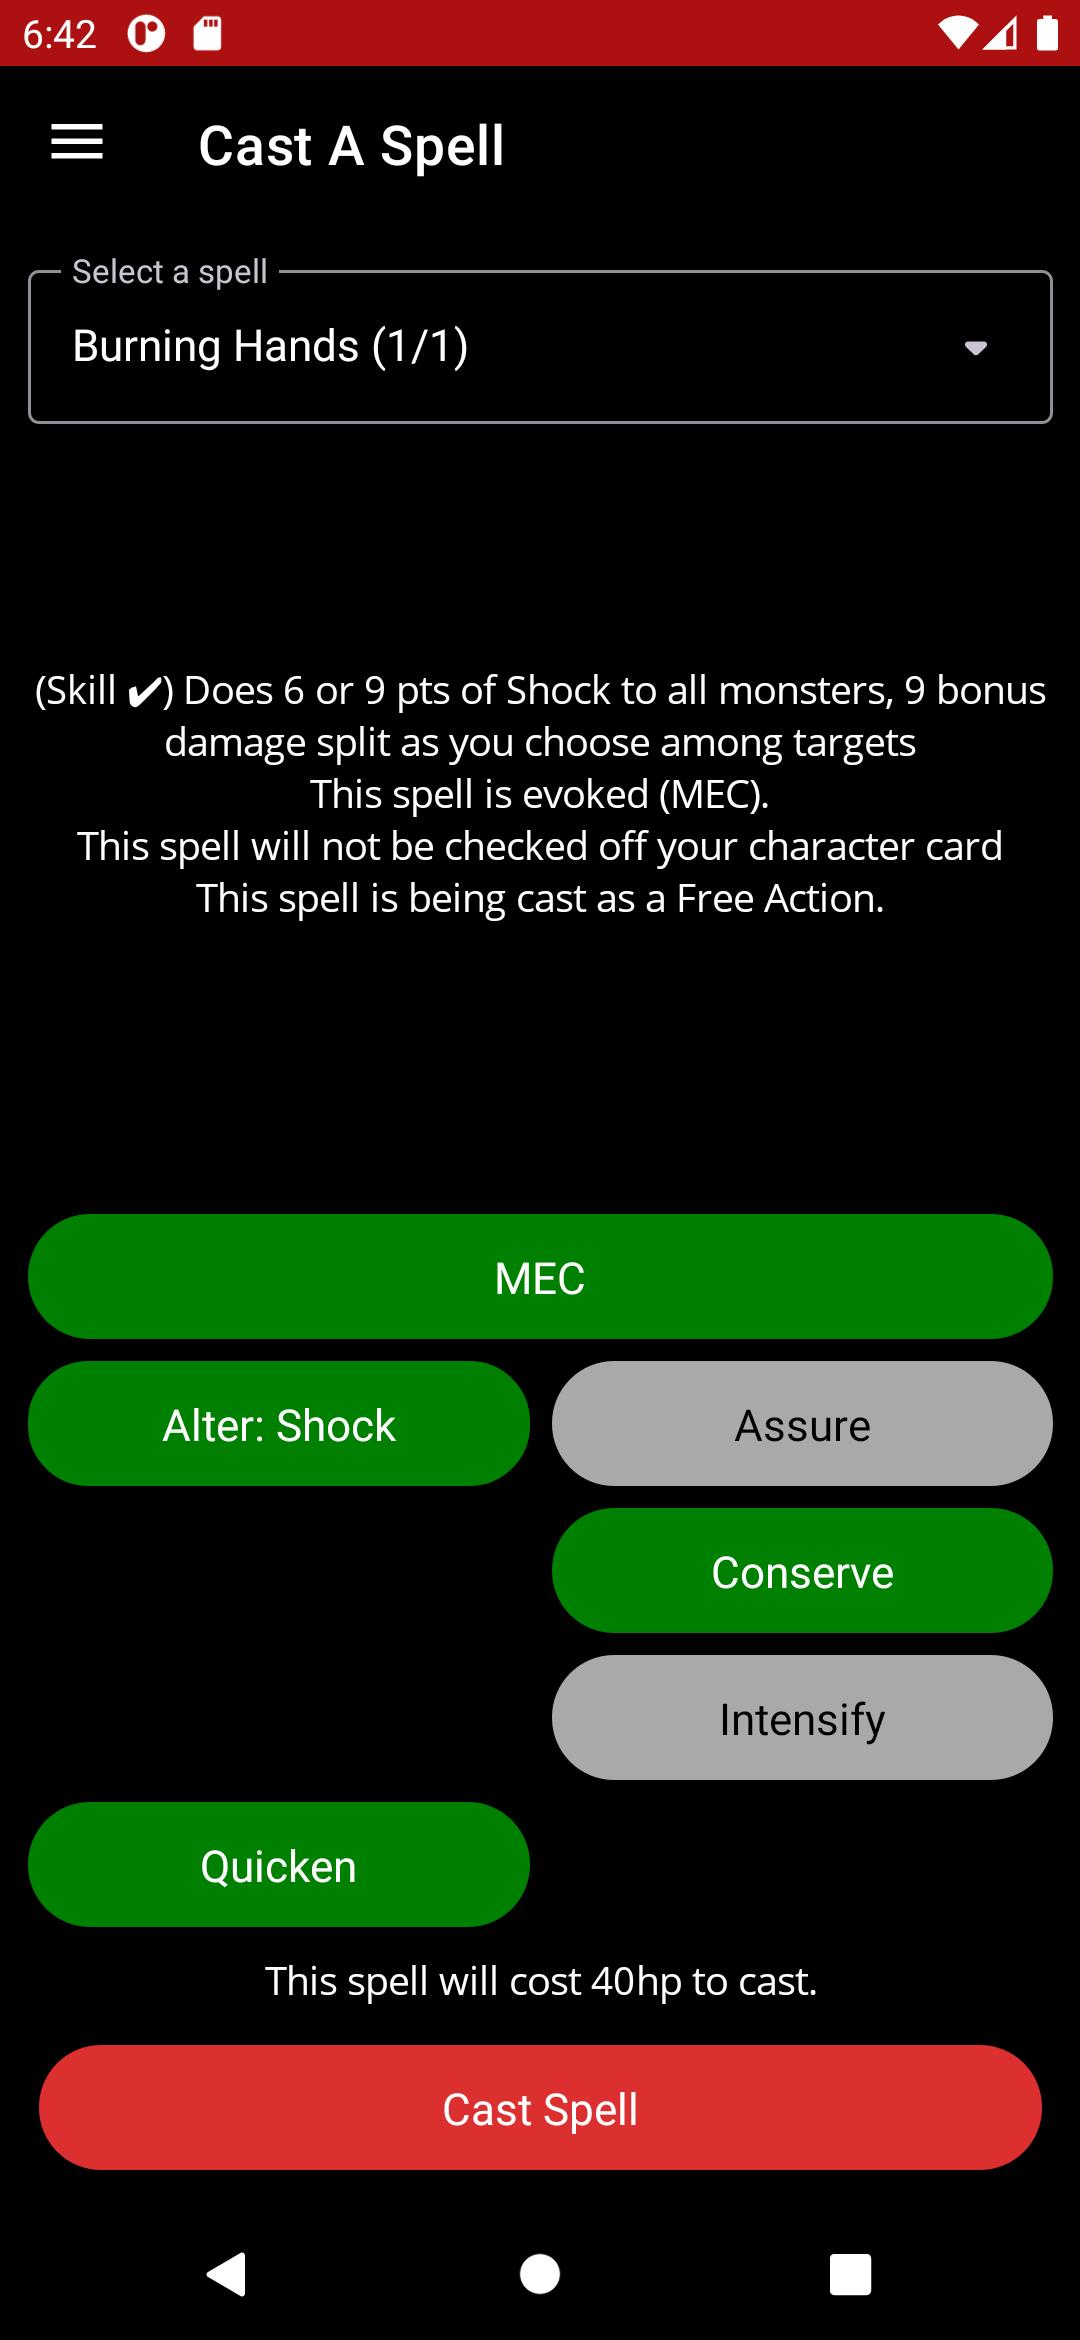 6:42
Cast A Spell
Select a spell
Burning Hands (1/1)
(Skill ✔) Does 6 or 9 pts of Shock to all monsters, 9 bonus
damage split as you choose among targets
This spell is evoked (MEC).
This spell will not be checked off your character card
This spell is being cast as a Free Action.
MEC
Alter: Shock
Assure
Conserve
Intensify
Quicken
This spell will cost 40hp to cast.
Cast Spell